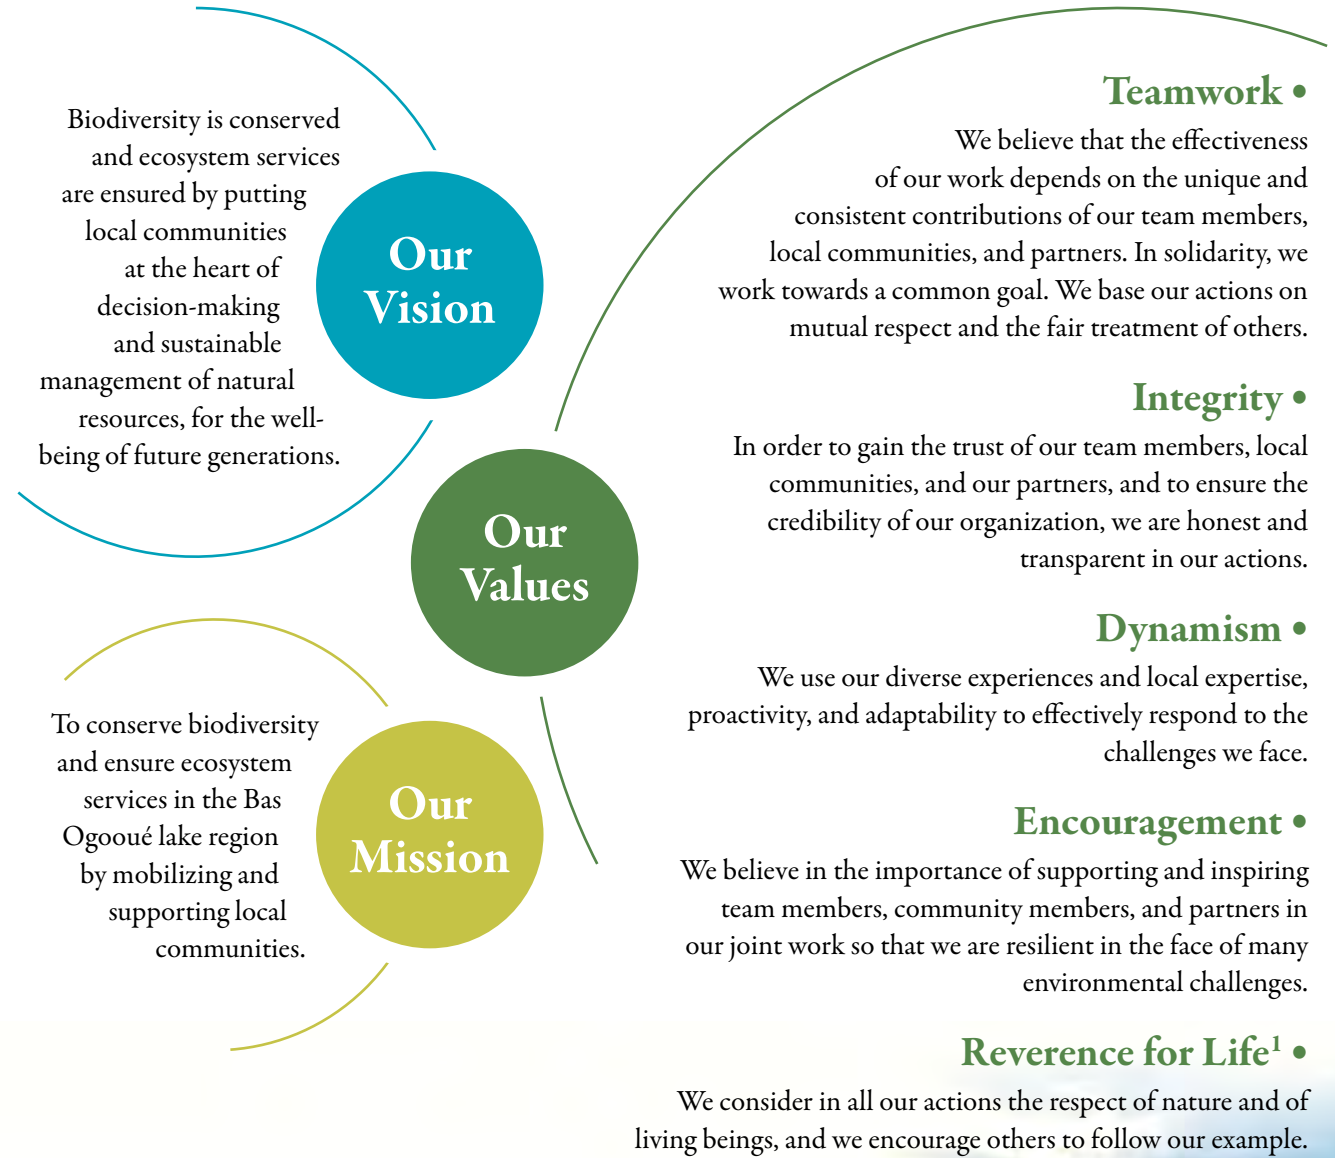 Biodiversity is conserved
and ecosystem services
are ensured by putting
local communities
at the heart of
decision-making
and sustainable
management of natural
resources, for the well-
being of future generations.
Our
Vision
Our
Values
To conserve biodiversity
and ensure ecosystem
services in the Bas
Ogooué lake region
by mobilizing and
supporting local
communities.
Our
Mission
Teamwork •
We believe that the effectiveness
of our work depends on the unique and
consistent contributions of our team members,
local communities, and partners. In solidarity, we
work towards a common goal. We base our actions on
mutual respect and the fair treatment of others.
Integrity •
In order to gain the trust of our team members, local
communities, and our partners, and to ensure the
credibility of our organization, we are honest and
transparent in our actions.
Dynamism •
We use our diverse experiences and local expertise,
proactivity, and adaptability to effectively respond to the
challenges we face.
Encouragement •
We believe in the importance of supporting and inspiring
team members, community members, and partners in
our joint work so that we are resilient in the face of many
environmental challenges.
Reverence for Life¹ •
We consider in all our actions the respect of nature and of
living beings, and we encourage others to follow our example.